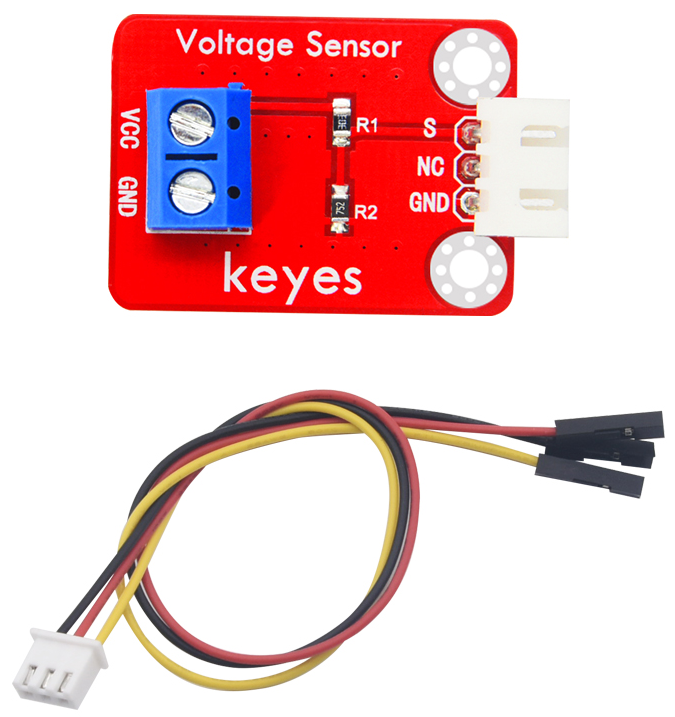 Voltage Sensor
VCC
GND
R1
S
NC
GND
752
R2
keyes